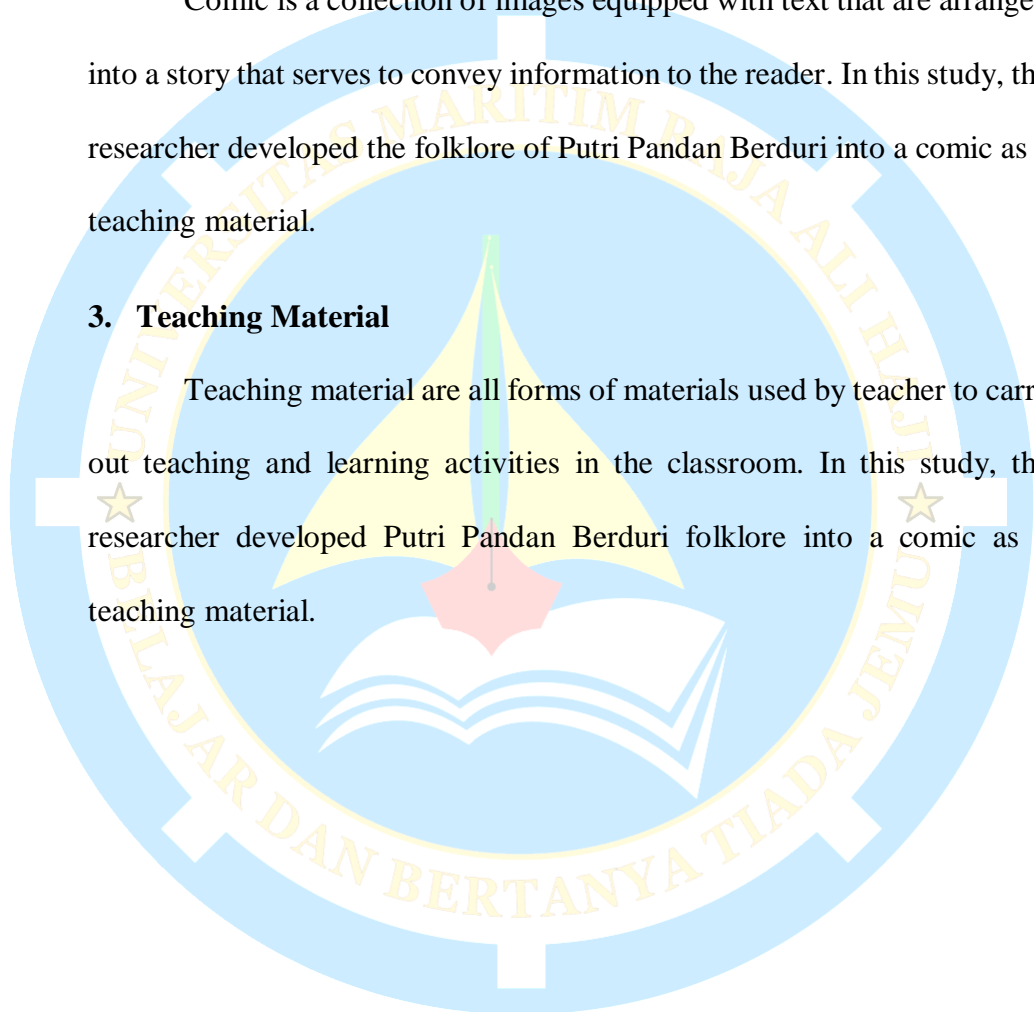 Comic is a collection of images equipped with text that are arrange
into a story that serves to convey information to the reader. In this study, th
researcher developed the folklore of Putri Pandan Berduri into a comic as
teaching material.
3. Teaching Material
Teaching material are all forms of materials used by teacher to carr
out teaching and learning activities in the classroom. In this study, th
researcher developed Putri Pandan Berduri folklore into a comic as
teaching material.
UNIVERSITAS MARITIM RAJA ALI HAJI
BELAJAR DAN BERTANYA TIADA JEMU